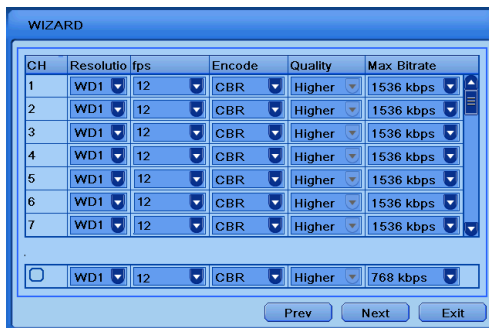 WIZARD
CH Resolutio fps Encode Quality Max Bitrate
1 WD1 12 CBR Higher 1536 kbps
2 WD1 12 CBR Higher 1536 kbps
3 WD1 12 CBR Higher 1536 kbps
4 WD1 12 CBR Higher 1536 kbps
5 WD1 12 CBR Higher 1536 kbps
6 WD1 12 CBR Higher 1536 kbps
7 WD1 12 CBR Higher 1536 kbps
WD1 12 CBR Higher 768 kbps
Prev Next Exit